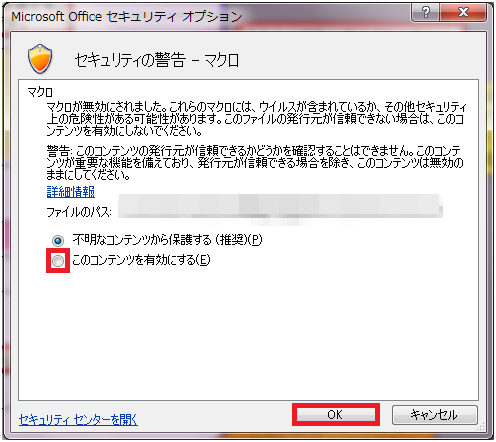 Microsoft Office セキュリティ オプション
セキュリティの警告 - マクロ
マクロ
マクロが無効にされました。これらのマクロには、ウイルスが含まれているか、その他セキュリティ
上の危険性がある可能性があります。このファイルの発行元が信頼できない場合は、このコ
ンテンツを有効にしないでください。
警告: このコンテンツの発行元が信頼できるかどうかを確認することはできません。このコンテ
ンツが重要な機能を備えており、発行元が信頼できる場合を除き、このコンテンツは無効の
ままにしてください。
詳細情報
ファイルのパス:
不明なコンテンツから保護する (推奨)(P)
このコンテンツを有効にする(E)
セキュリティ センターを開く
OK
キャンセル